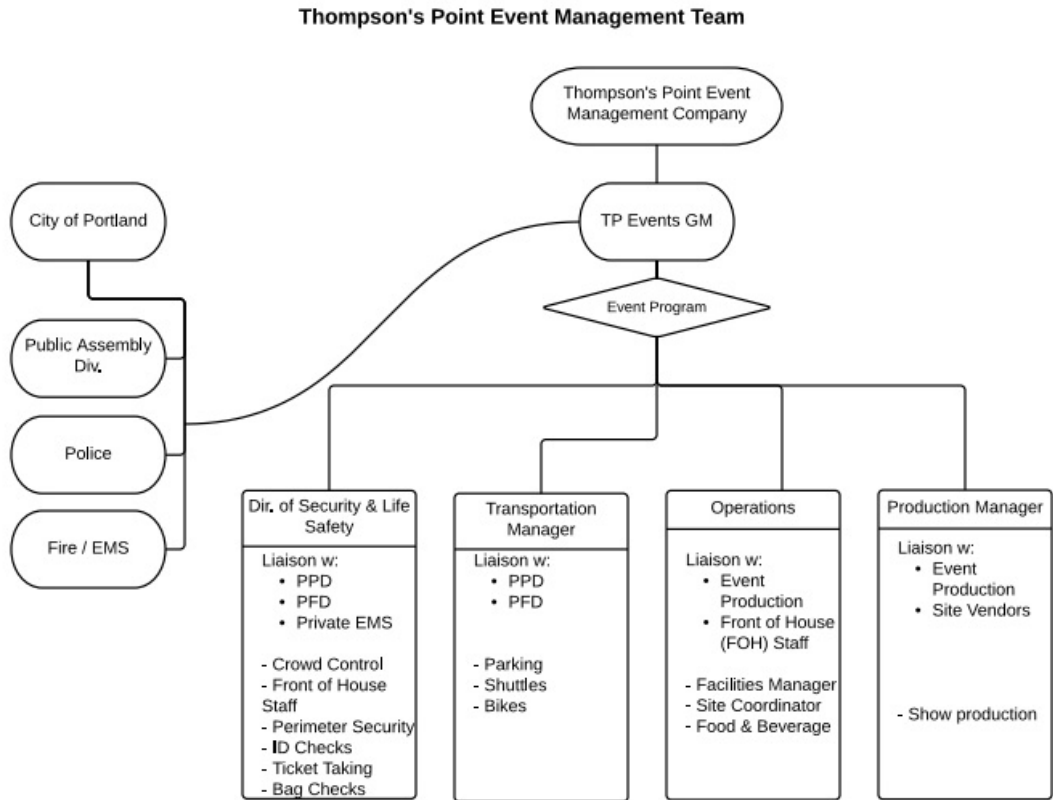 Thompson's Point Event Management Team
Thompson's Point Event
Management Company
City of Portland
TP Events GM
Event Program
Public Assembly
Div.
Police
Fire / EMS
Dir. of Security & Life
Safety
Liaison w:
• PPD
• PFD
• Private EMS
- Crowd Control
- Front of House
Staff
- Perimeter Security
- ID Checks
- Ticket Taking
- Bag Checks
Transportation
Manager
Liaison w:
• PPD
• PFD
- Parking
- Shuttles
- Bikes
Operations
Liaison w:
• Event
Production
• Front of House
(FOH) Staff
- Facilities Manager
- Site Coordinator
- Food & Beverage
Production Manager
Liaison w:
• Event
Production
• Site Vendors
- Show production